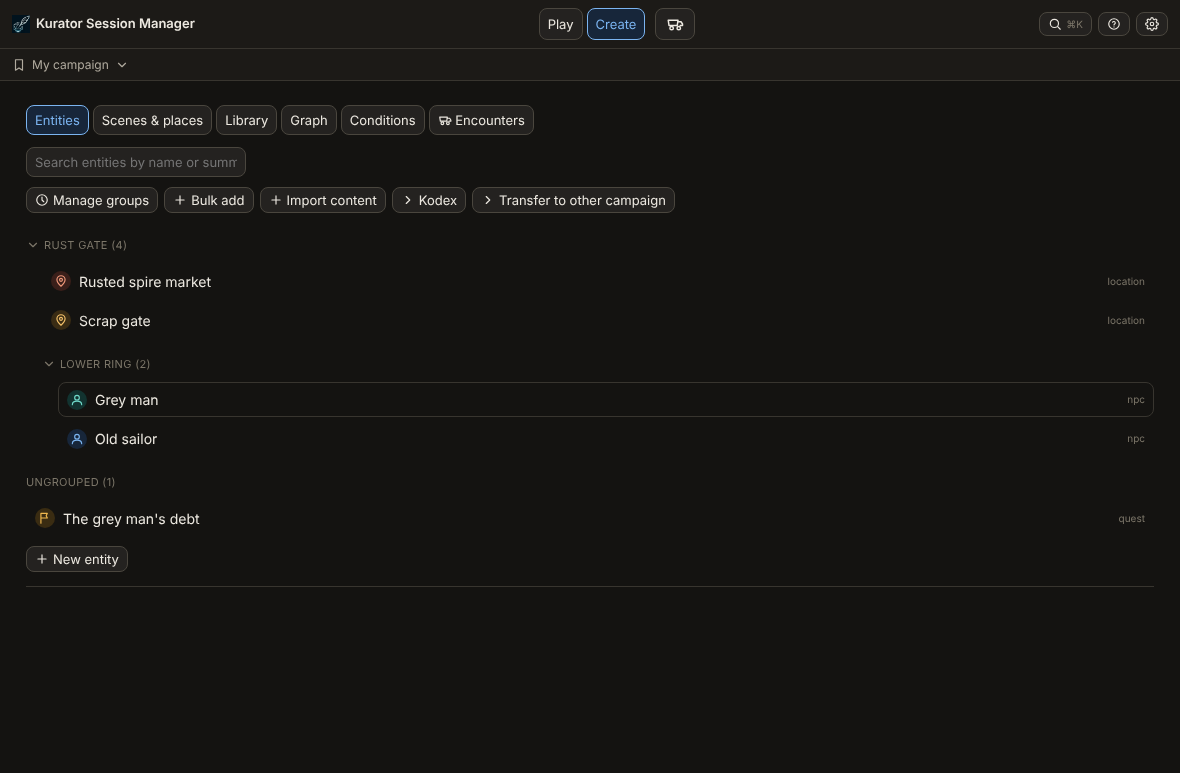 Kurator Session Manager
Play
Create
⌘K
My campaign
Entities
Scenes & places
Library
Graph
Conditions
Encounters
Search entities by name or summ
Manage groups
Bulk add
Import content
Kodex
Transfer to other campaign
RUST GATE (4)
Rusted spire market
location
Scrap gate
location
LOWER RING (2)
Grey man
npc
Old sailor
npc
UNGROUPED (1)
The grey man's debt
quest
New entity